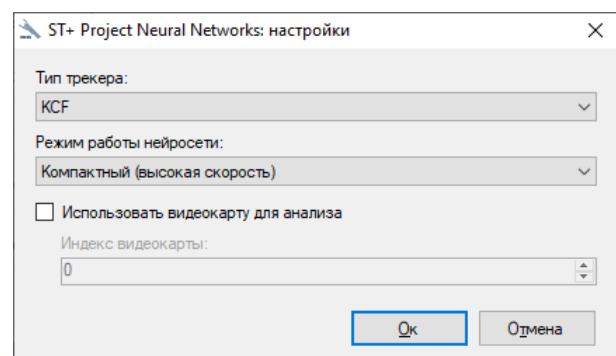 ST+ Project Neural Networks: настройки
Тип трекера:
KCF
Режим работы нейросети:
Компактный (высокая скорость)
Использовать видеокарту для анализа
Индекс видеокарты:
0
Ок Отмена